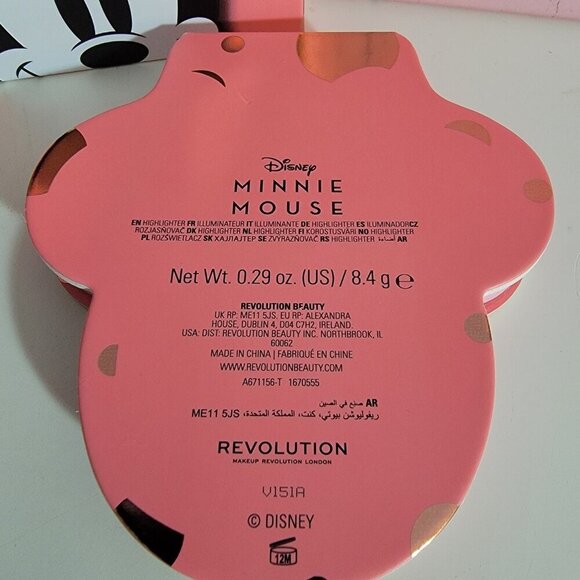 Disney
MINNIE
MOUSE
EN HIGHLIGHTER FR ILLUMINATEUR IT ILLUMINANTE DE HIGHLIGHTER ES ILUMINADORCZ
ROZJASŇOVAČ DK HIGHLIGHTER NL HIGHLIGHTER FI KOROSTUSVÄRI NO HIGHLIGHTER
PL ROZŚWIETLACZ SK ХАЈЛАЈТЕР SE ZVÝRAZŇOVAČ RS HIGHLIGHTER إضاءة AR
Net Wt. 0.29 oz. (US) / 8.4 g ℮
REVOLUTION BEAUTY
UK RP: ME11 5JS. EU RP: ALEXANDRA
HOUSE, DUBLIN 4, D04 C7H2, IRELAND.
USA: DIST: REVOLUTION BEAUTY INC. NORTHBROOK, IL
60062
MADE IN CHINA | FABRIQUÉ EN CHINE
WWW.REVOLUTIONBEAUTY.COM
A671156-T 1670555
AR صنع في الصين
ريفوليوشن بيوتي، كنت، المملكة المتحدة، ME11 5JS
REVOLUTION
MAKEUP REVOLUTION LONDON
V151A
© DISNEY
12M